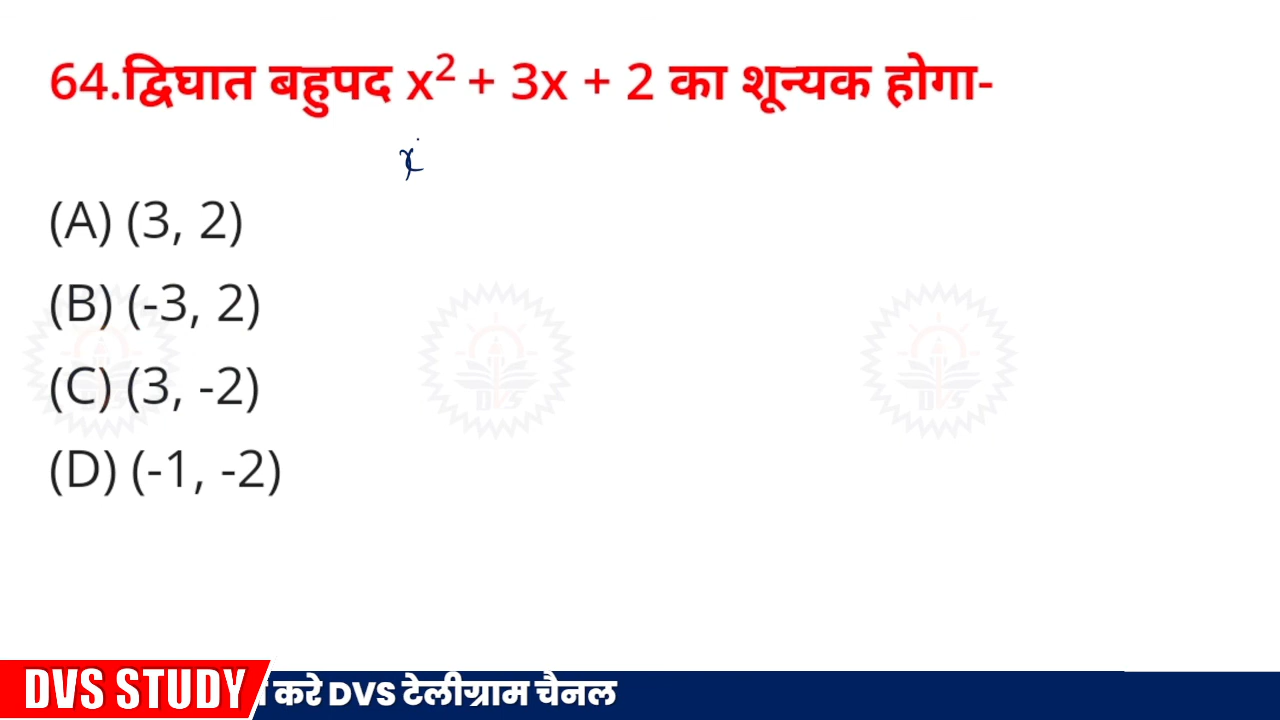 64.द्विघात बहुपद x² + 3x + 2 का शून्यक होगा-
x
(A) (3, 2)
(B) (-3, 2)
(C) (3, -2)
(D) (-1, -2)
DVS STUDY करे DVS टेलीग्राम चैनल